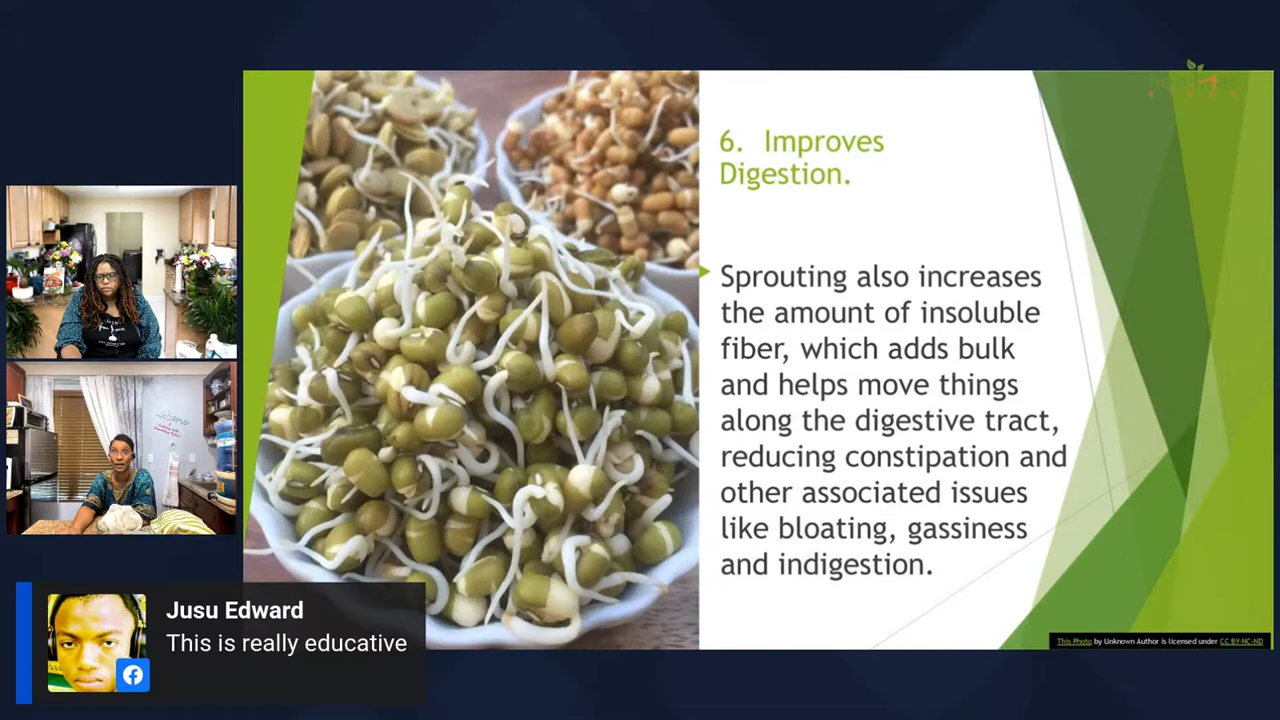 6. Improves
Digestion.
Sprouting also increases
the amount of insoluble
fiber, which adds bulk
and helps move things
along the digestive tract,
reducing constipation and
other associated issues
like bloating, gassiness
and indigestion.
This Photo by Unknown Author is licensed under CC BY-NC-ND
Jusu Edward
This is really educative